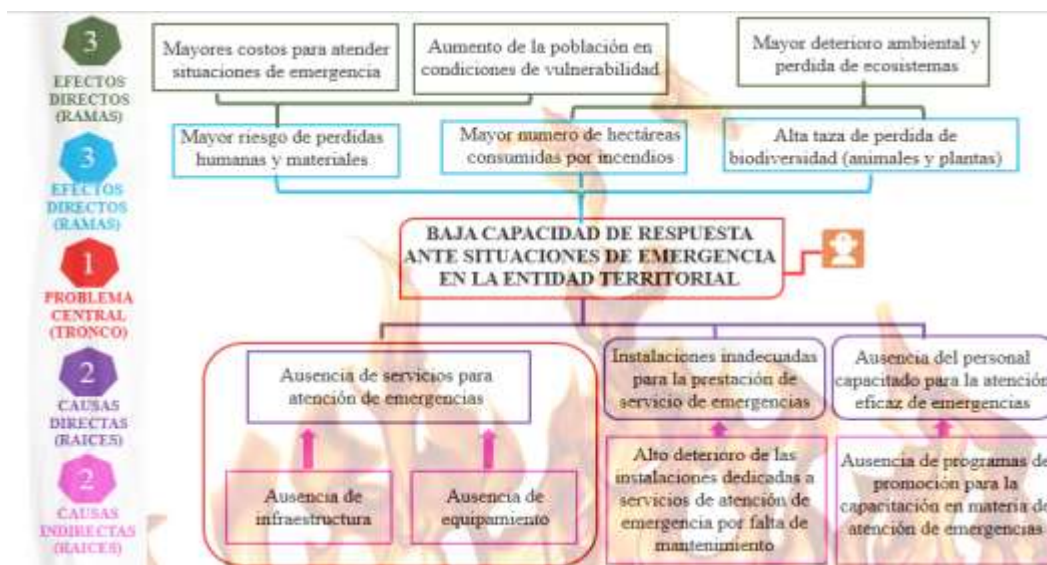 3
EFECTOS
DIRECTOS
(RAMAS)
Mayores costos para atender
situaciones de emergencia
Aumento de la población en
condiciones de vulnerabilidad
Mayor deterioro ambiental y
perdida de ecosistemas
3
EFECTOS
DIRECTOS
(RAMAS)
Mayor riesgo de perdidas
humanas y materiales
Mayor numero de hectáreas
consumidas por incendios
Alta taza de perdida de
biodiversidad (animales y plantas)
1
PROBLEMA
CENTRAL
(TRONCO)
BAJA CAPACIDAD DE RESPUESTA
ANTE SITUACIONES DE EMERGENCIA
EN LA ENTIDAD TERRITORIAL
2
CAUSAS
DIRECTAS
(RAICES)
Ausencia de servicios para
atención de emergencias
Instalaciones inadecuadas
para la prestación de
servicio de emergencias
Ausencia del personal
capacitado para la atención
eficaz de emergencias
2
CAUSAS
INDIRECTAS
(RAICES)
Ausencia de
infraestructura
Ausencia de
equipamiento
Alto deterioro de las
instalaciones dedicadas a
servicios de atención de
emergencia por falta de
mantenimiento
Ausencia de programas de
promoción para la
capacitación en materia de
atención de emergencias